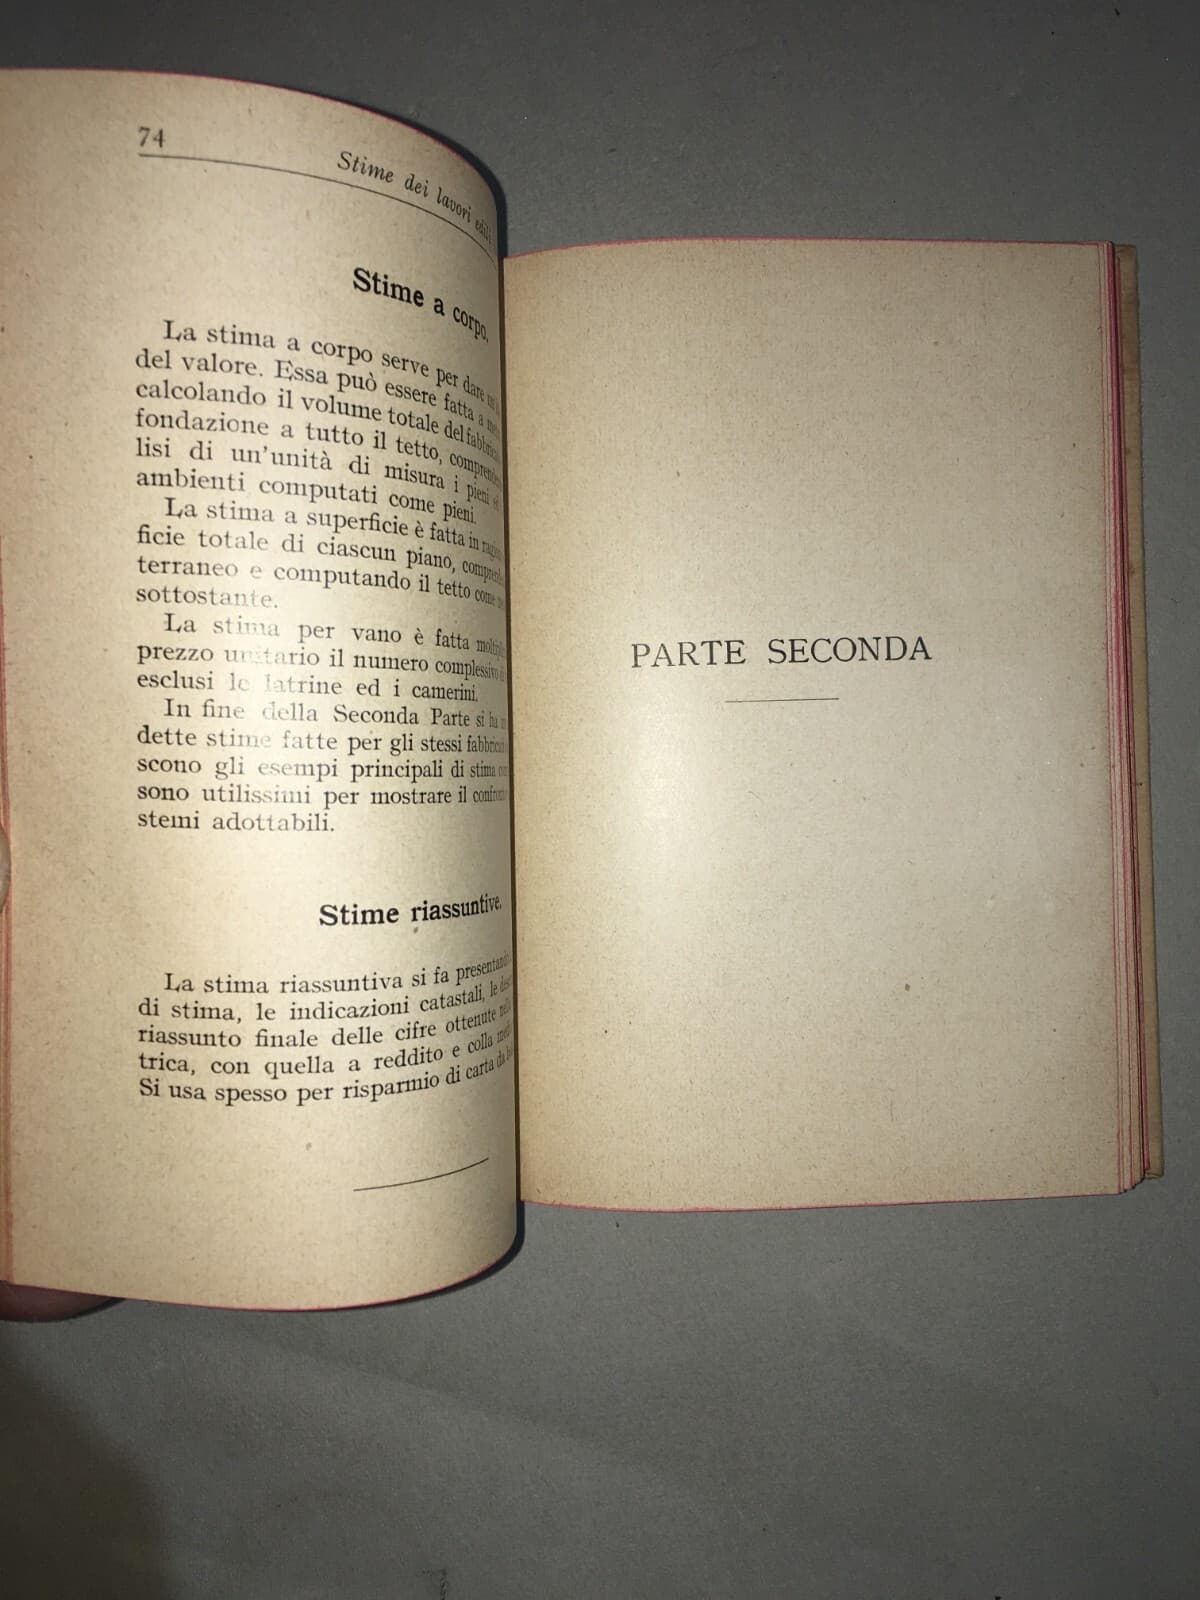 74
Stime dei lavori edili
Stime a corpo.
La stima a corpo serve per dare
del valore. Essa può essere fatta a
calcolando il volume totale del
fondazione a tutto il tetto,
lisi di un'unità di misura i pieni
ambienti computati come pieni.
La stima a superficie è fatta in
ficie totale di ciascun piano,
terraneo e computando il tetto come
sottostante.
La stima per vano è fatta
prezzo unitario il numero complessivo
esclusi le latrine ed i camerini.
In fine della Seconda Parte si ha
dette stime fatte per gli stessi
scono gli esempi principali di stima
sono utilissimi per mostrare il
stemi adottabili.
Stime riassuntive.
La stima riassuntiva si fa
di stima, le indicazioni catastali, le
riassunto finale delle cifre ottenute
trica, con quella a reddito e colla
Si usa spesso per risparmio di carta da
PARTE SECONDA